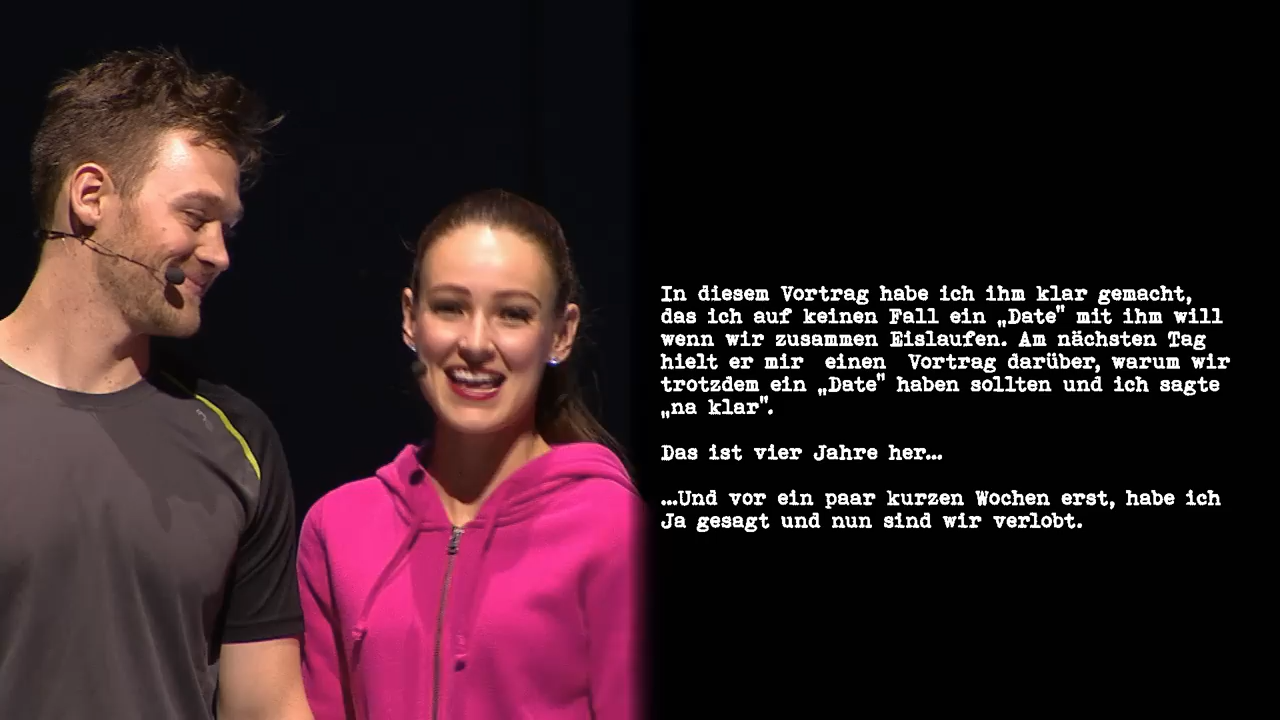 In diesem Vortrag habe ich ihm klar gemacht,
das ich auf keinen Fall ein „Date" mit ihm will
wenn wir zusammen Eislaufen. Am nächsten Tag
hielt er mir einen Vortrag darüber, warum wir
trotzdem ein „Date" haben sollten und ich sagte
„na klar".
Das ist vier Jahre her…
…Und vor ein paar kurzen Wochen erst, habe ich
Ja gesagt und nun sind wir verlobt.